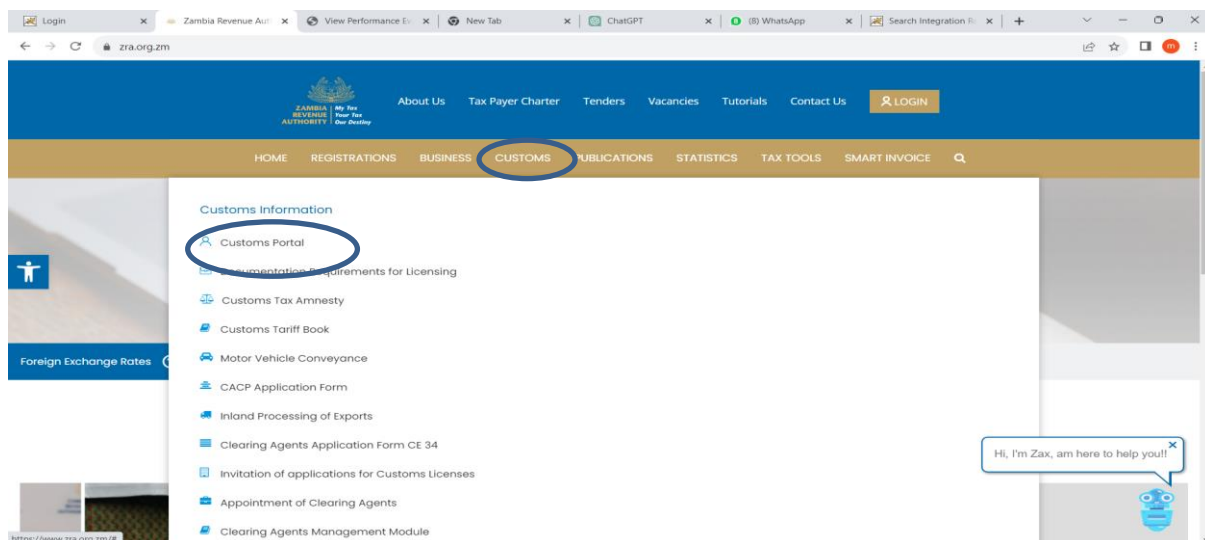 Login
Zambia Revenue Aut
View Performance Ev
New Tab
ChatGPT
(8) WhatsApp
Search Integration R
zra.org.zm
m
ZAMBIA
REVENUE
AUTHORITY
My Tax
Your Tax
Our Destiny
About Us
Tax Payer Charter
Tenders
Vacancies
Tutorials
Contact Us
LOGIN
HOME
REGISTRATIONS
BUSINESS
CUSTOMS
PUBLICATIONS
STATISTICS
TAX TOOLS
SMART INVOICE
Customs Information
Customs Portal
Documentation Requirements for Licensing
Customs Tax Amnesty
Customs Tariff Book
Motor Vehicle Conveyance
Foreign Exchange Rates
CACP Application Form
Inland Processing of Exports
Clearing Agents Application Form CE 34
Invitation of applications for Customs Licenses
Appointment of Clearing Agents
Clearing Agents Management Module
Hi, I'm Zax, am here to help you!!
https://www.zra.org.zm/#